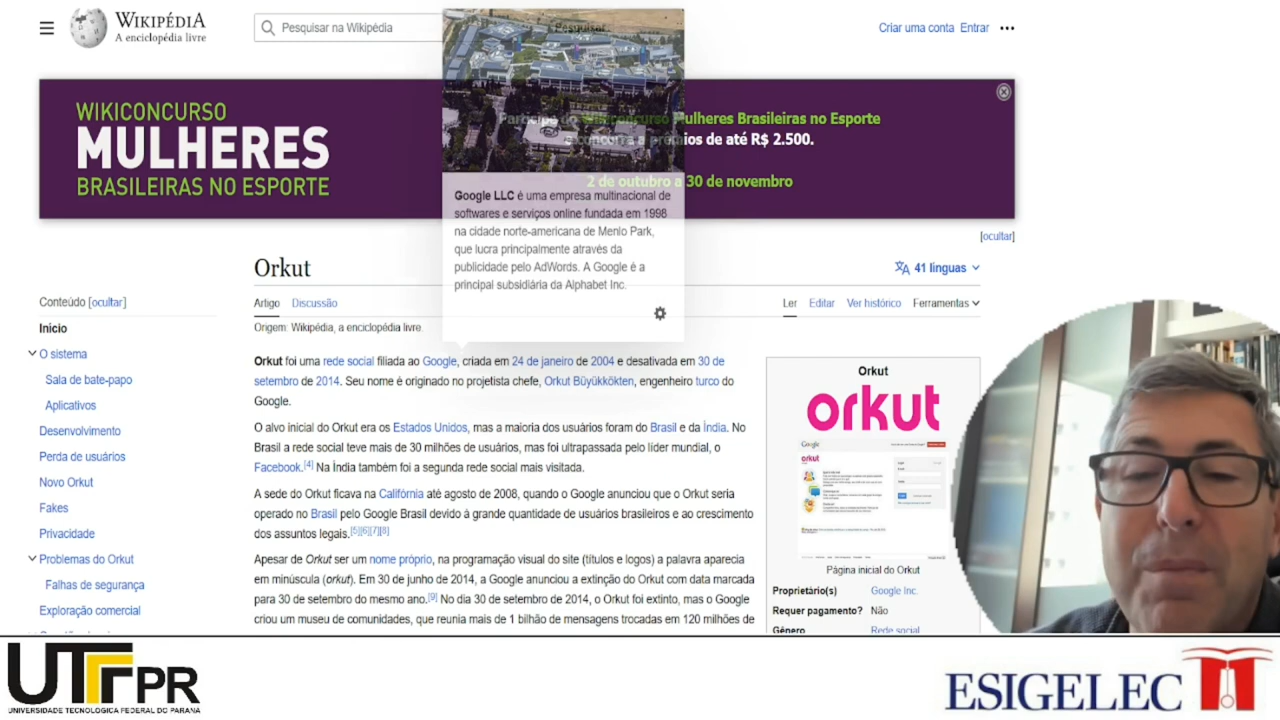 WIKIPÉDIA
A enciclopédia livre
Pesquisar na Wikipédia
Pesquisar
Criar uma conta Entrar
WIKICONCURSO
MULHERES
BRASILEIRAS NO ESPORTE
Participe do Wikiconcurso Mulheres Brasileiras no Esporte
e concorra a prêmios de até R$ 2.500.
2 de outubro a 30 de novembro
Google LLC é uma empresa multinacional de
softwares e serviços online fundada em 1998
na cidade norte-americana de Menlo Park,
que lucra principalmente através da
publicidade pelo AdWords. A Google é a
principal subsidiária da Alphabet Inc.
[ocultar]
Orkut
41 línguas
Artigo Discussão
Ler Editar Ver histórico Ferramentas
Origem: Wikipédia, a enciclopédia livre.
Conteúdo [ocultar]
Início
O sistema
Sala de bate-papo
Aplicativos
Desenvolvimento
Perda de usuários
Novo Orkut
Fakes
Privacidade
Problemas do Orkut
Falhas de segurança
Exploração comercial
Orkut foi uma rede social filiada ao Google, criada em 24 de janeiro de 2004 e desativada em 30 de
setembro de 2014. Seu nome é originado no projetista chefe, Orkut Büyükkökten, engenheiro turco do
Google.
O alvo inicial do Orkut era os Estados Unidos, mas a maioria dos usuários foram do Brasil e da Índia. No
Brasil a rede social teve mais de 30 milhões de usuários, mas foi ultrapassada pelo líder mundial, o
Facebook.[4] Na Índia também foi a segunda rede social mais visitada.
A sede do Orkut ficava na Califórnia até agosto de 2008, quando o Google anunciou que o Orkut seria
operado no Brasil pelo Google Brasil devido à grande quantidade de usuários brasileiros e ao crescimento
dos assuntos legais.[5][6][7][8]
Apesar de Orkut ser um nome próprio, na programação visual do site (títulos e logos) a palavra aparecia
em minúscula (orkut). Em 30 de junho de 2014, a Google anunciou a extinção do Orkut com data marcada
para 30 de setembro do mesmo ano.[9] No dia 30 de setembro de 2014, o Orkut foi extinto, mas o Google
criou um museu de comunidades, que reunia mais de 1 bilhão de mensagens trocadas em 120 milhões de
Orkut
orkut
Google
orkut
Página inicial do Orkut
Proprietário(s) Google Inc.
Requer pagamento? Não
Gênero Rede social
UTFPR
UNIVERSIDADE TECNOLÓGICA FEDERAL DO PARANÁ
ESIGELEC